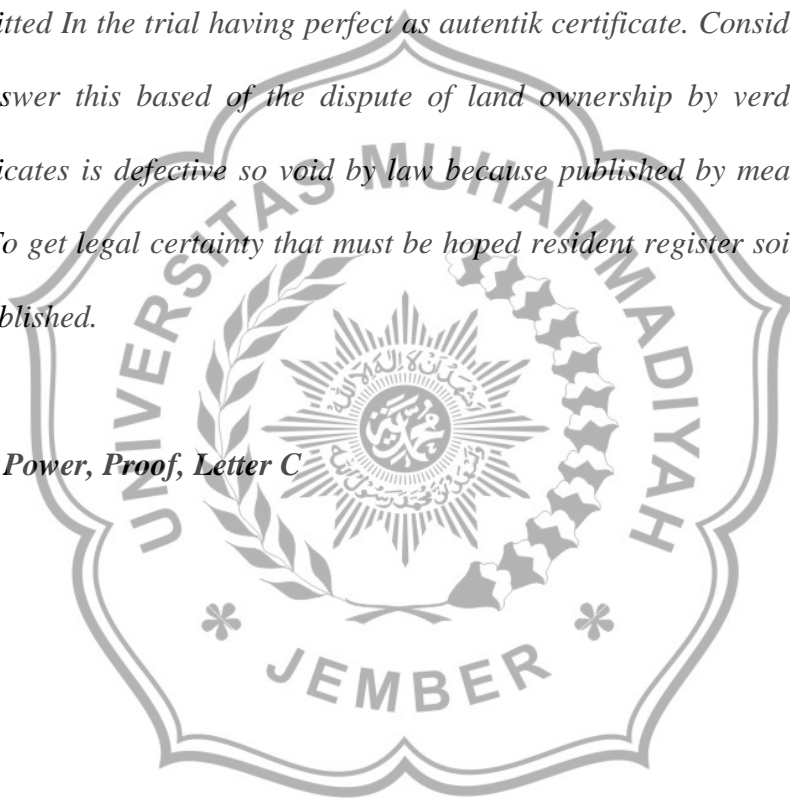 itted In the trial having perfect as autentik certificate. Consid
swer this based of the dispute of land ownership by verd
icates is defective so void by law because published by mea
To get legal certainty that must be hoped resident register soi
blished.
Power, Proof, Letter C
UNIVERSITAS MUHAMMADIYAH
JEMBER